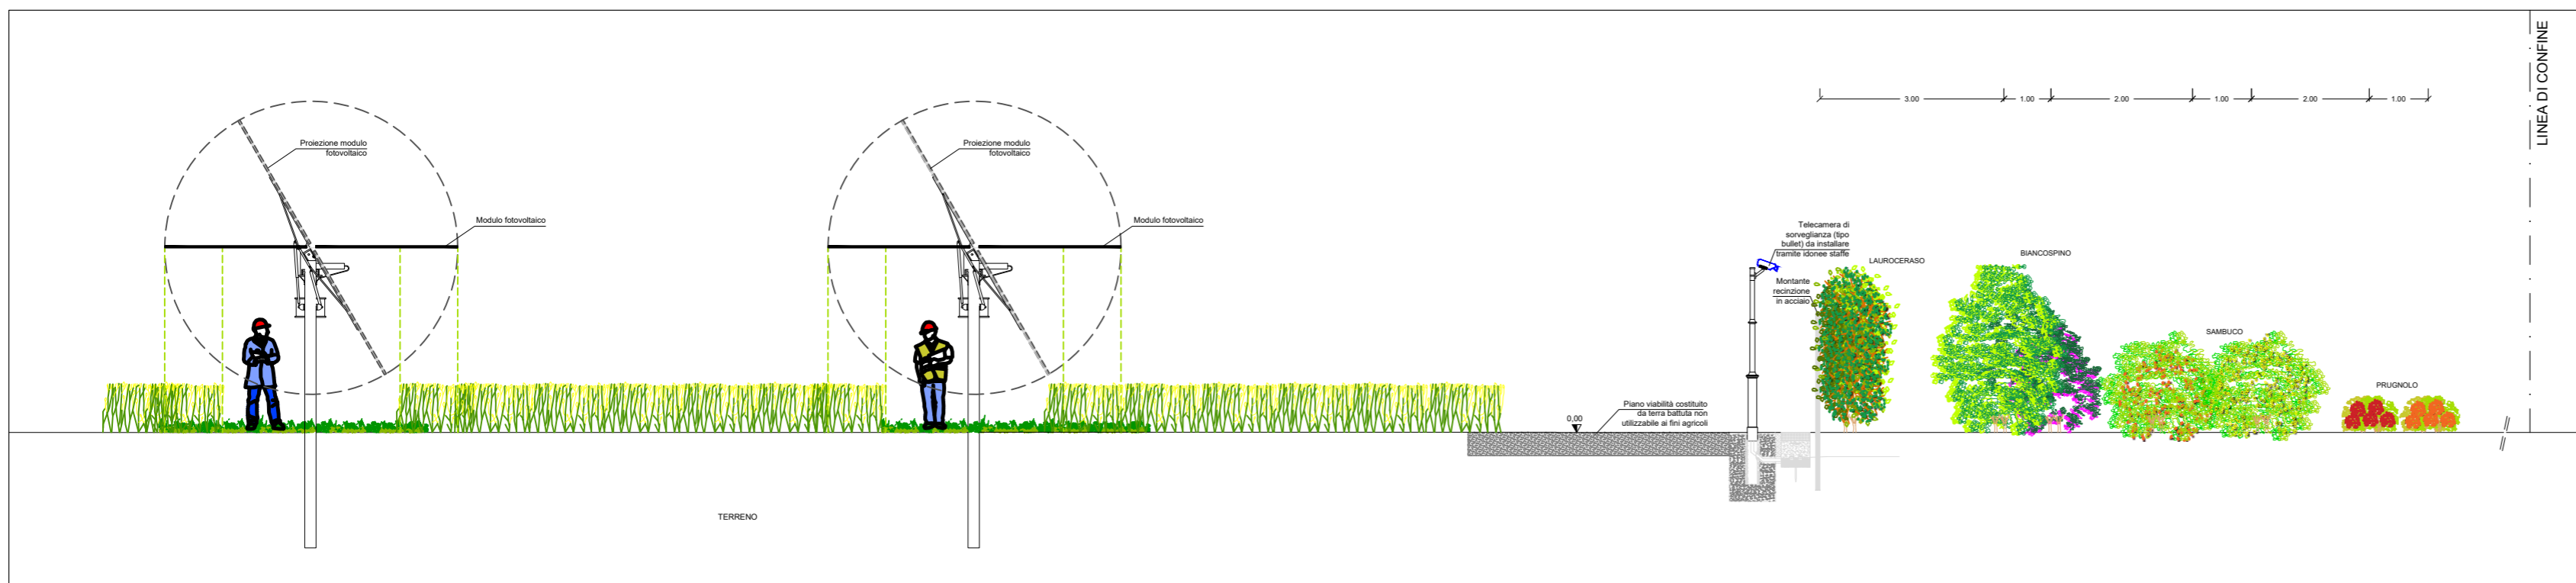 LINEA DI CONFINE
3.00
1.00
2.00
1.00
2.00
1.00
Proiezione modulo
fotovoltaico
Proiezione modulo
fotovoltaico
Modulo fotovoltaico
Modulo fotovoltaico
Telecamera di
sorveglianza (tipo
bullet) da installare
tramite idonee staffe
Montante
recinzione
in acciaio
LAUROCERASO
BIANCOSPINO
SAMBUCO
PRUGNOLO
0,00
Piano viabilità costituito
da terra battuta non
utilizzabile ai fini agricoli
TERRENO